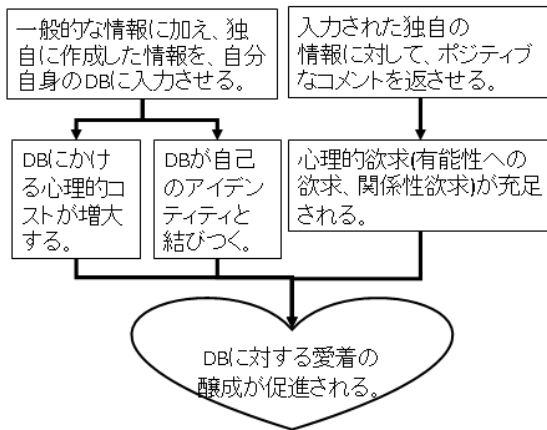 一般的な情報に加え、独
自に作成した情報を、自分
自身のDBに入力させる。
入力された独自の
情報に対して、ポジティブ
なコメントを返させる。
DBにかけ
る心理的コ
ストが増大
する。
DBが自己
のアイデン
ティティと
結びつく。
心理的欲求(有能性への
欲求、関係性欲求)が充足
される。
DBに対する愛着の
醸成が促進される。